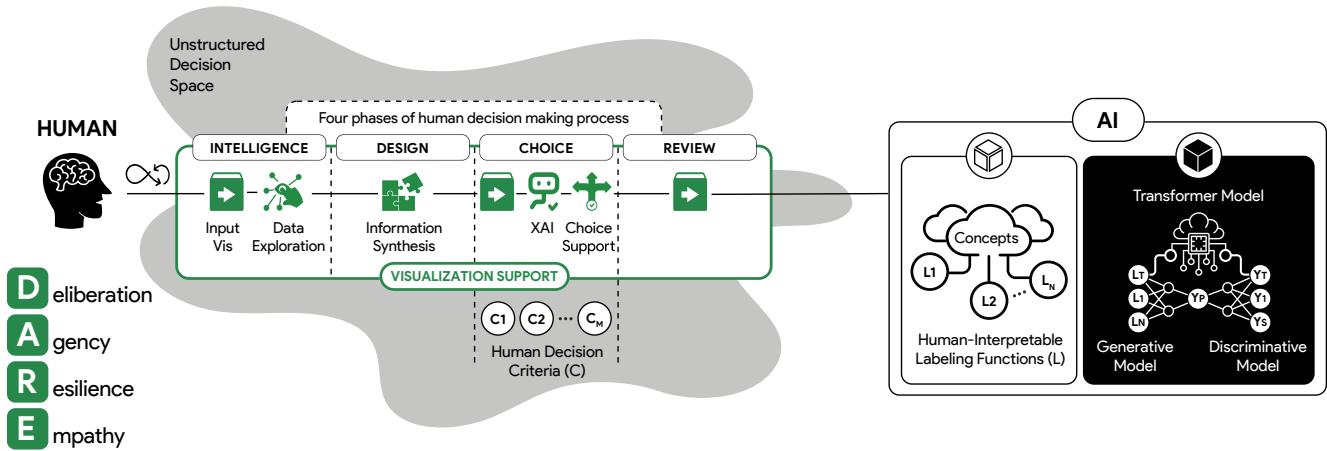 Unstructured
Decision
Space
HUMAN
Four phases of human decision making process
INTELLIGENCE
DESIGN
CHOICE
REVIEW
Input
Vis
Data
Exploration
Information
Synthesis
XAI
Choice
Support
VISUALIZATION SUPPORT
C1 C2 ... CM
Human Decision
Criteria (C)
D eliberation
A gency
R esilience
E mpathy
AI
Concepts
L1
L2
...
LN
Human-Interpretable
Labeling Functions (L)
Transformer Model
LT
L1
LN
YP
YT
Y1
YS
Generative
Model
Discriminative
Model